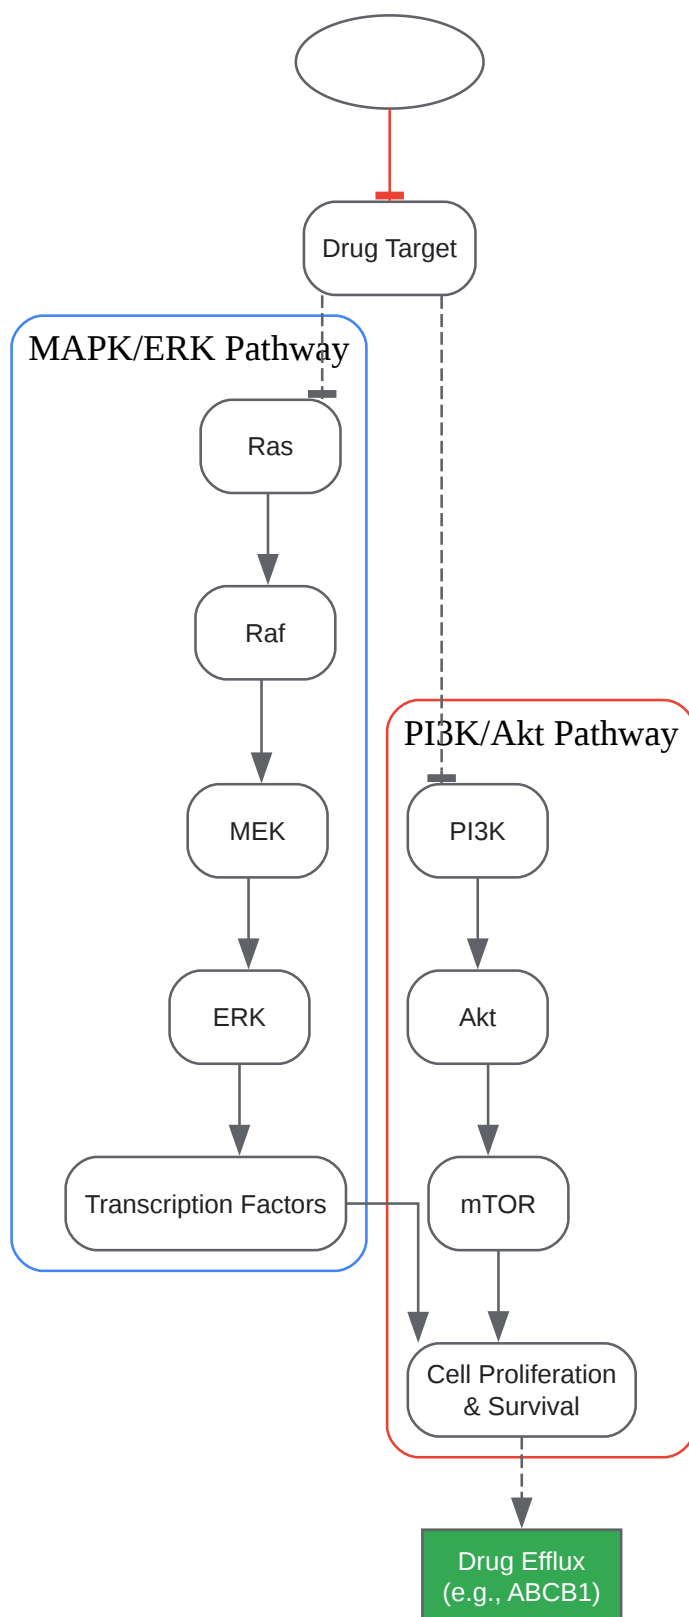 Drug Target
MAPK/ERK Pathway
Ras
Raf
PI3K/Akt Pathway
MEK
PI3K
ERK
Akt
Transcription Factors
mTOR
Cell Proliferation
& Survival
Drug Efflux
(e.g., ABCB1)